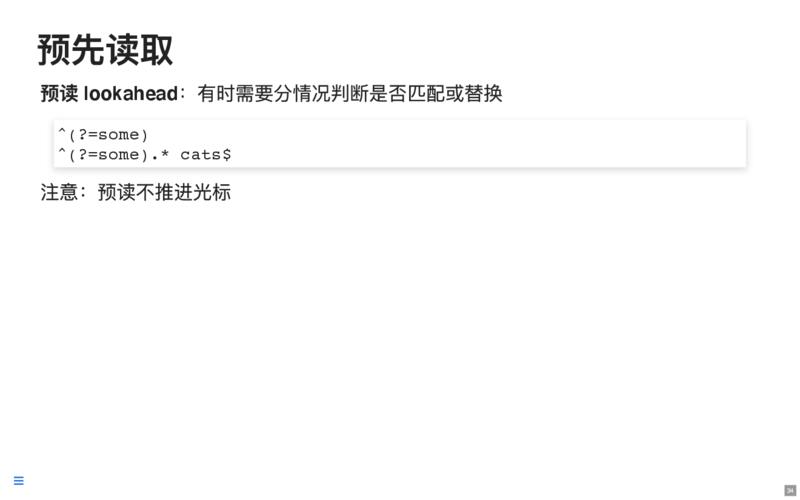 预先读取
预读 lookahead：有时需要分情况判断是否匹配或替换
^(?=some)
^(?=some).* cats$
注意：预读不推进光标
34